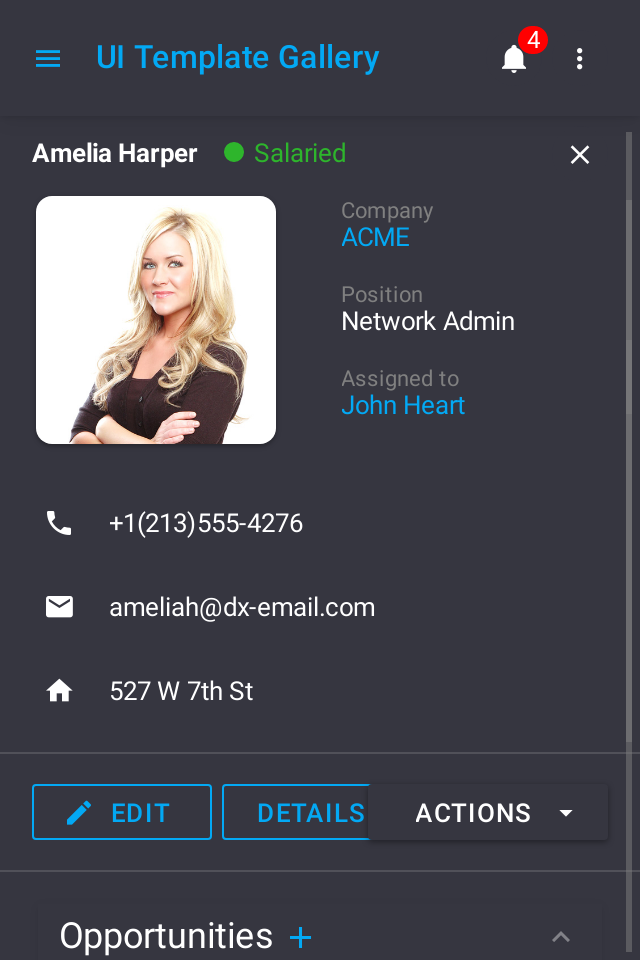 UI Template Gallery
4
Amelia Harper
Salaried
Company
ACME
Position
Network Admin
Assigned to
John Heart
+1(213)555-4276
ameliah@dx-email.com
527 W 7th St
EDIT
DETAILS
ACTIONS
Opportunities